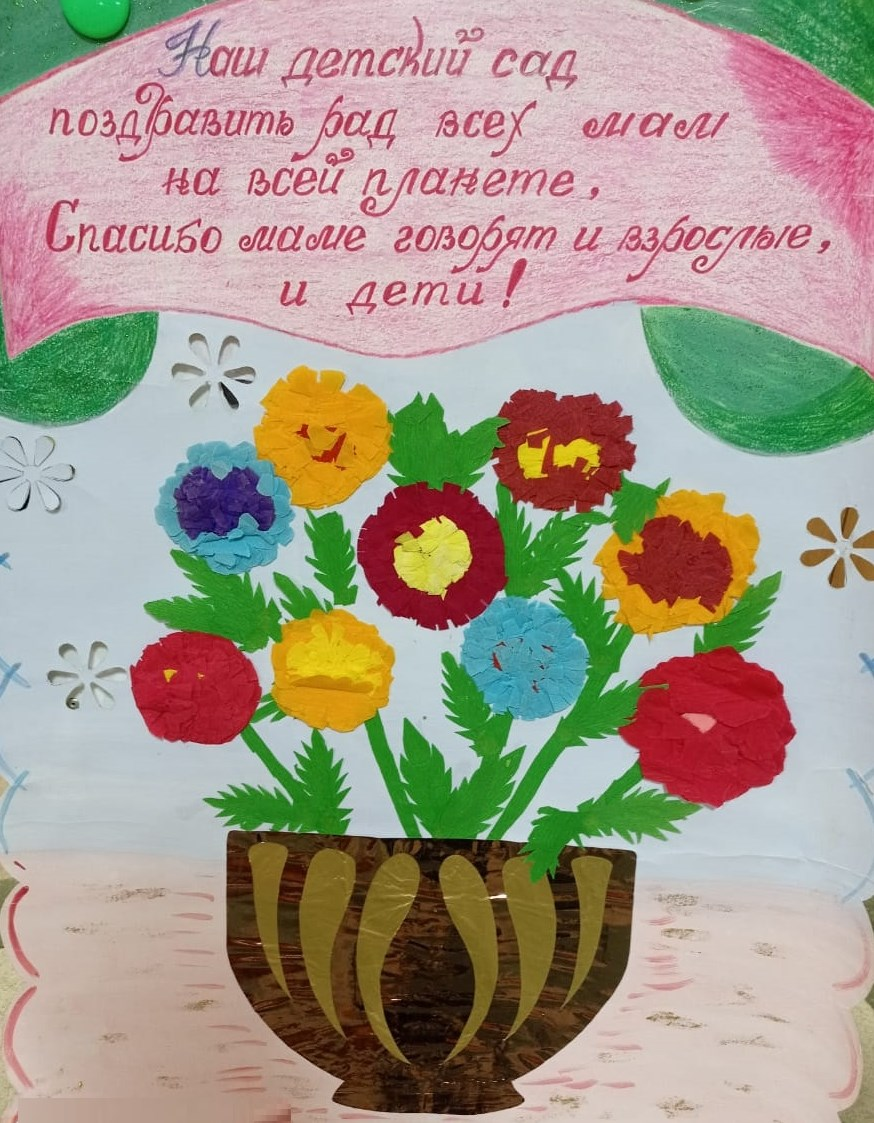 Наш детский сад
поздравить рад всех мам
на всей планете,
Спасибо маме говорят и взрослые,
и дети!